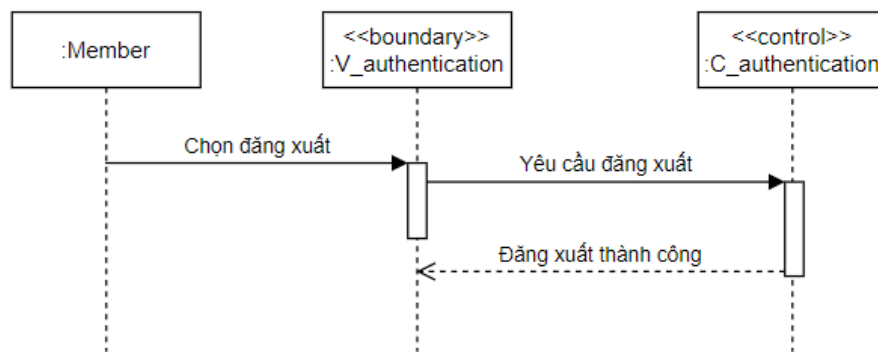 :Member
<<boundary>>
:V_authentication
<<control>>
:C_authentication
Chọn đăng xuất
Yêu cầu đăng xuất
Đăng xuất thành công